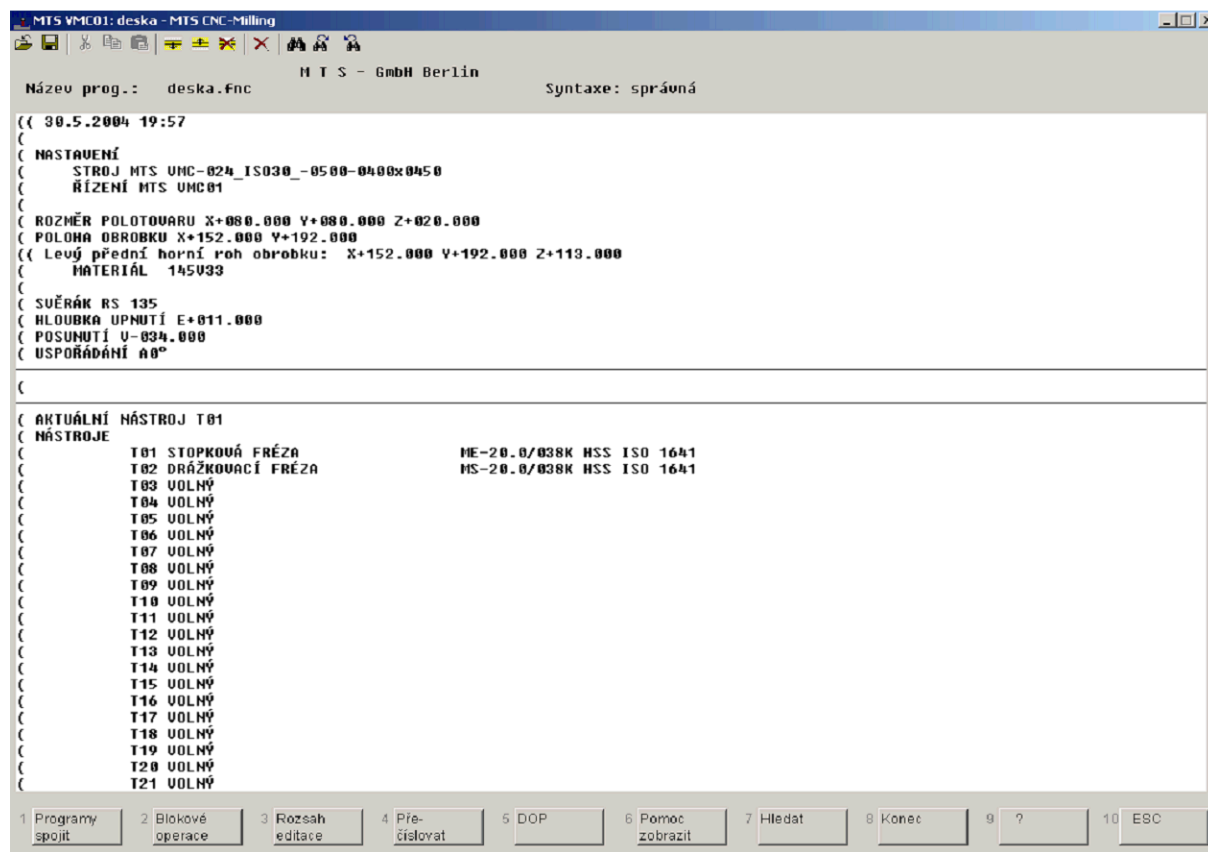 MTS VMC01: deska - MTS CNC-Milling
M T S - GmbH Berlin
Název prog.: deska.fnc Syntaxe: správná
(( 30.5.2004 19:57
(
( NASTAVENÍ
( STROJ MTS VMC-024_ISO30_-0500-0400x0450
( ŘÍZENÍ MTS VMC01
(
( ROZMĚR POLOTOVARU X+080.000 Y+080.000 Z+020.000
( POLOHA OBROBKU X+152.000 Y+192.000
(( Levý přední horní roh obrobku: X+152.000 Y+192.000 Z+113.000
( MATERIÁL 145V33
(
( SVĚRÁK RS 135
( HLOUBKA UPNUTÍ E+011.000
( POSUNUTÍ V-034.000
( USPOŘÁDÁNÍ A0°
(
( AKTUÁLNÍ NÁSTROJ T01
( NÁSTROJE
( T01 STOPKOVÁ FRÉZA ME-20.0/038K HSS ISO 1641
( T02 DRÁŽKOVACÍ FRÉZA MS-20.0/038K HSS ISO 1641
( T03 VOLNÝ
( T04 VOLNÝ
( T05 VOLNÝ
( T06 VOLNÝ
( T07 VOLNÝ
( T08 VOLNÝ
( T09 VOLNÝ
( T10 VOLNÝ
( T11 VOLNÝ
( T12 VOLNÝ
( T13 VOLNÝ
( T14 VOLNÝ
( T15 VOLNÝ
( T16 VOLNÝ
( T17 VOLNÝ
( T18 VOLNÝ
( T19 VOLNÝ
( T20 VOLNÝ
( T21 VOLNÝ
1 Programy spojit
2 Blokové operace
3 Rozsah editace
4 Pře- číslovat
5 DOP
6 Pomoc zobrazit
7 Hledat
8 Konec
9 ?
10 ESC